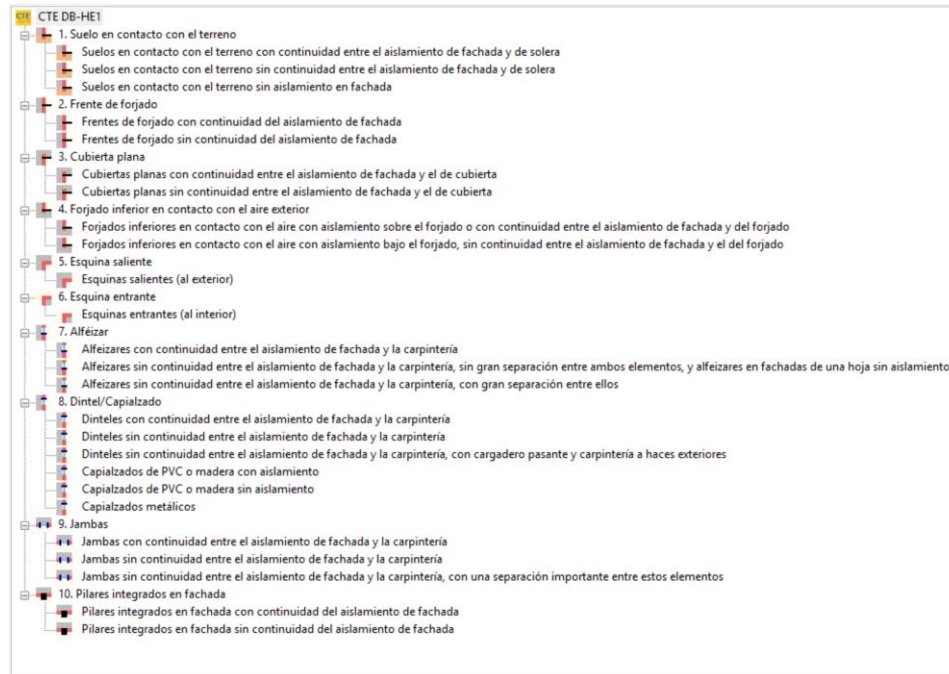 CTE CTE DB-HE1
1. Suelo en contacto con el terreno
Suelos en contacto con el terreno con continuidad entre el aislamiento de fachada y de solera
Suelos en contacto con el terreno sin continuidad entre el aislamiento de fachada y de solera
Suelos en contacto con el terreno sin aislamiento en fachada
2. Frente de forjado
Frentes de forjado con continuidad del aislamiento de fachada
Frentes de forjado sin continuidad del aislamiento de fachada
3. Cubierta plana
Cubiertas planas con continuidad entre el aislamiento de fachada y el de cubierta
Cubiertas planas sin continuidad entre el aislamiento de fachada y el de cubierta
4. Forjado inferior en contacto con el aire exterior
Forjados inferiores en contacto con el aire con aislamiento sobre el forjado o con continuidad entre el aislamiento de fachada y del forjado
Forjados inferiores en contacto con el aire con aislamiento bajo el forjado, sin continuidad entre el aislamiento de fachada y el del forjado
5. Esquina saliente
Esquinas salientes (al exterior)
6. Esquina entrante
Esquinas entrantes (al interior)
7. Alféizar
Alfeizares con continuidad entre el aislamiento de fachada y la carpintería
Alfeizares sin continuidad entre el aislamiento de fachada y la carpintería, sin gran separación entre ambos elementos, y alfeizares en fachadas de una hoja sin aislamiento
Alfeizares sin continuidad entre el aislamiento de fachada y la carpintería, con gran separación entre ellos
8. Dintel/Capialzado
Dinteles con continuidad entre el aislamiento de fachada y la carpintería
Dinteles sin continuidad entre el aislamiento de fachada y la carpintería
Dinteles sin continuidad entre el aislamiento de fachada y la carpintería, con cargadero pasante y carpintería a haces exteriores
Capialzados de PVC o madera con aislamiento
Capialzados de PVC o madera sin aislamiento
Capialzados metálicos
9. Jambas
Jambas con continuidad entre el aislamiento de fachada y la carpintería
Jambas sin continuidad entre el aislamiento de fachada y la carpintería
Jambas sin continuidad entre el aislamiento de fachada y la carpintería, con una separación importante entre estos elementos
10. Pilares integrados en fachada
Pilares integrados en fachada con continuidad del aislamiento de fachada
Pilares integrados en fachada sin continuidad del aislamiento de fachada